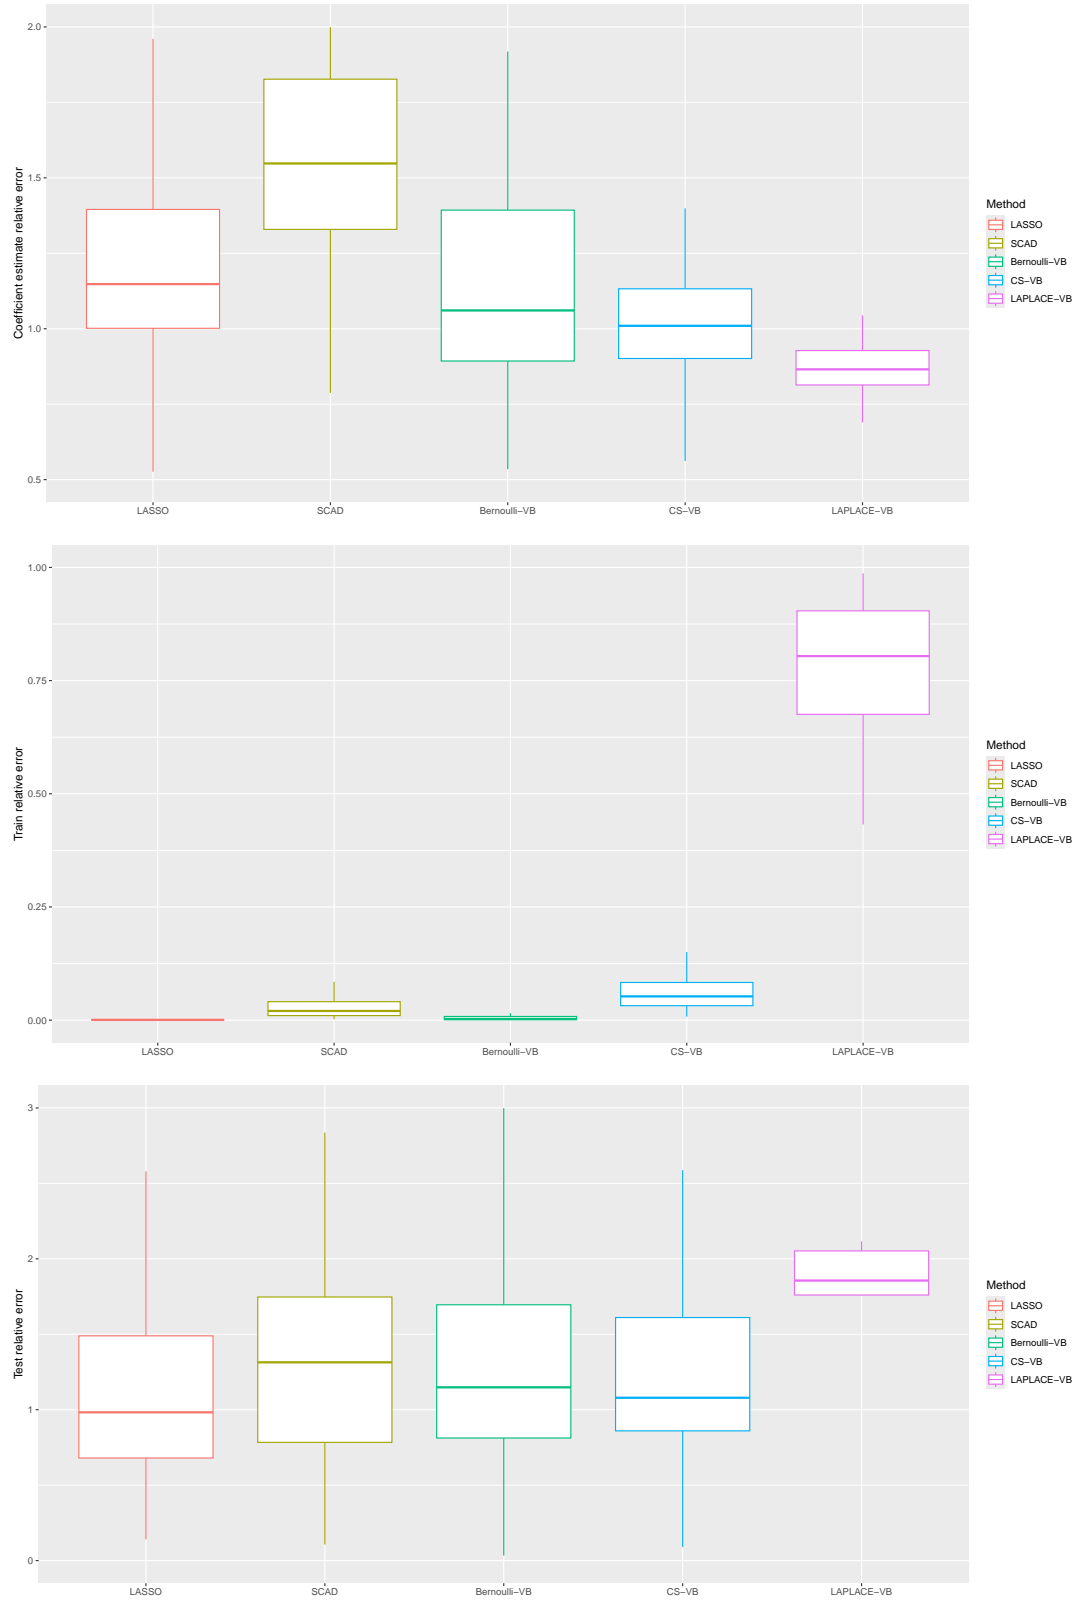 Coefficient estimate relative error
2.0
1.5
1.0
0.5
LASSO
SCAD
Bernoulli−VB
CS−VB
LAPLACE−VB
Method
LASSO
SCAD
Bernoulli−VB
CS−VB
LAPLACE−VB
Train relative error
1.00
0.75
0.50
0.25
0.00
LASSO
SCAD
Bernoulli−VB
CS−VB
LAPLACE−VB
Method
LASSO
SCAD
Bernoulli−VB
CS−VB
LAPLACE−VB
Test relative error
3
2
1
0
LASSO
SCAD
Bernoulli−VB
CS−VB
LAPLACE−VB
Method
LASSO
SCAD
Bernoulli−VB
CS−VB
LAPLACE−VB